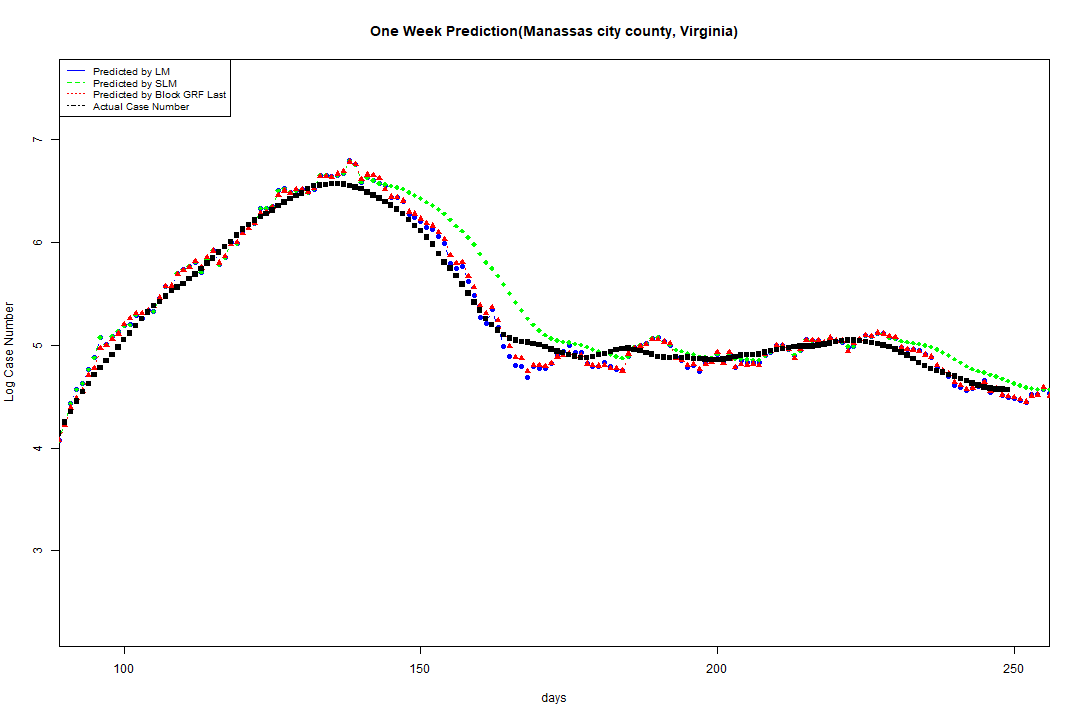 One Week Prediction(Manassas city county, Virginia)
Predicted by LM
Predicted by SLM
Predicted by Block GRF Last
Actual Case Number
7
6
5
4
3
Log Case Number
100 150 200 250
days